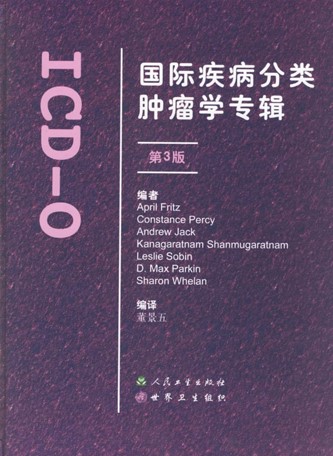 ICD-O
国际疾病分类
肿瘤学专辑
第3版
编者
April Fritz
Constance Percy
Andrew Jack
Kanagaratnam Shanmugaratnam
Leslie Sobin
D. Max Parkin
Sharon Whelan
编译
董景五
人民卫生出版社
世界卫生组织